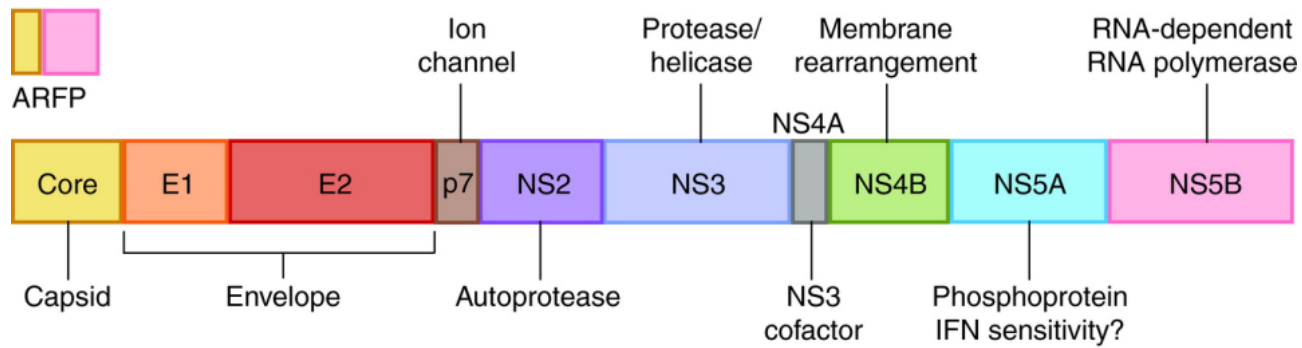 ARFP
Ion
channel
Protease/
helicase
Membrane
rearrangement
RNA-dependent
RNA polymerase
NS4A
Core
E1
E2
p7
NS2
NS3
NS4B
NS5A
NS5B
Capsid
Envelope
Autoprotease
NS3
cofactor
Phosphoprotein
IFN sensitivity?